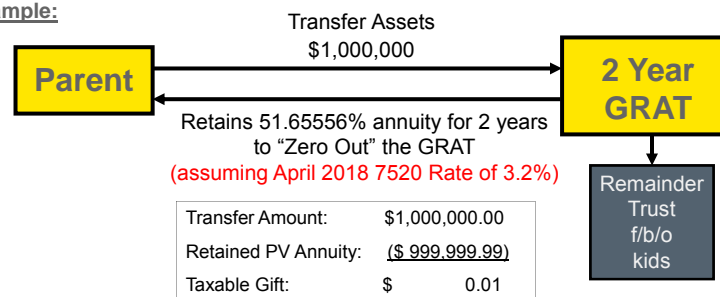 ample:
Transfer Assets
$1,000,000
Parent
2 Year
GRAT
Retains 51.65556% annuity for 2 years
to “Zero Out” the GRAT
(assuming April 2018 7520 Rate of 3.2%)
Remainder
Trust
f/b/o
kids
Transfer Amount: $1,000,000.00
Retained PV Annuity: ($ 999,999.99)
Taxable Gift: $ 0.01